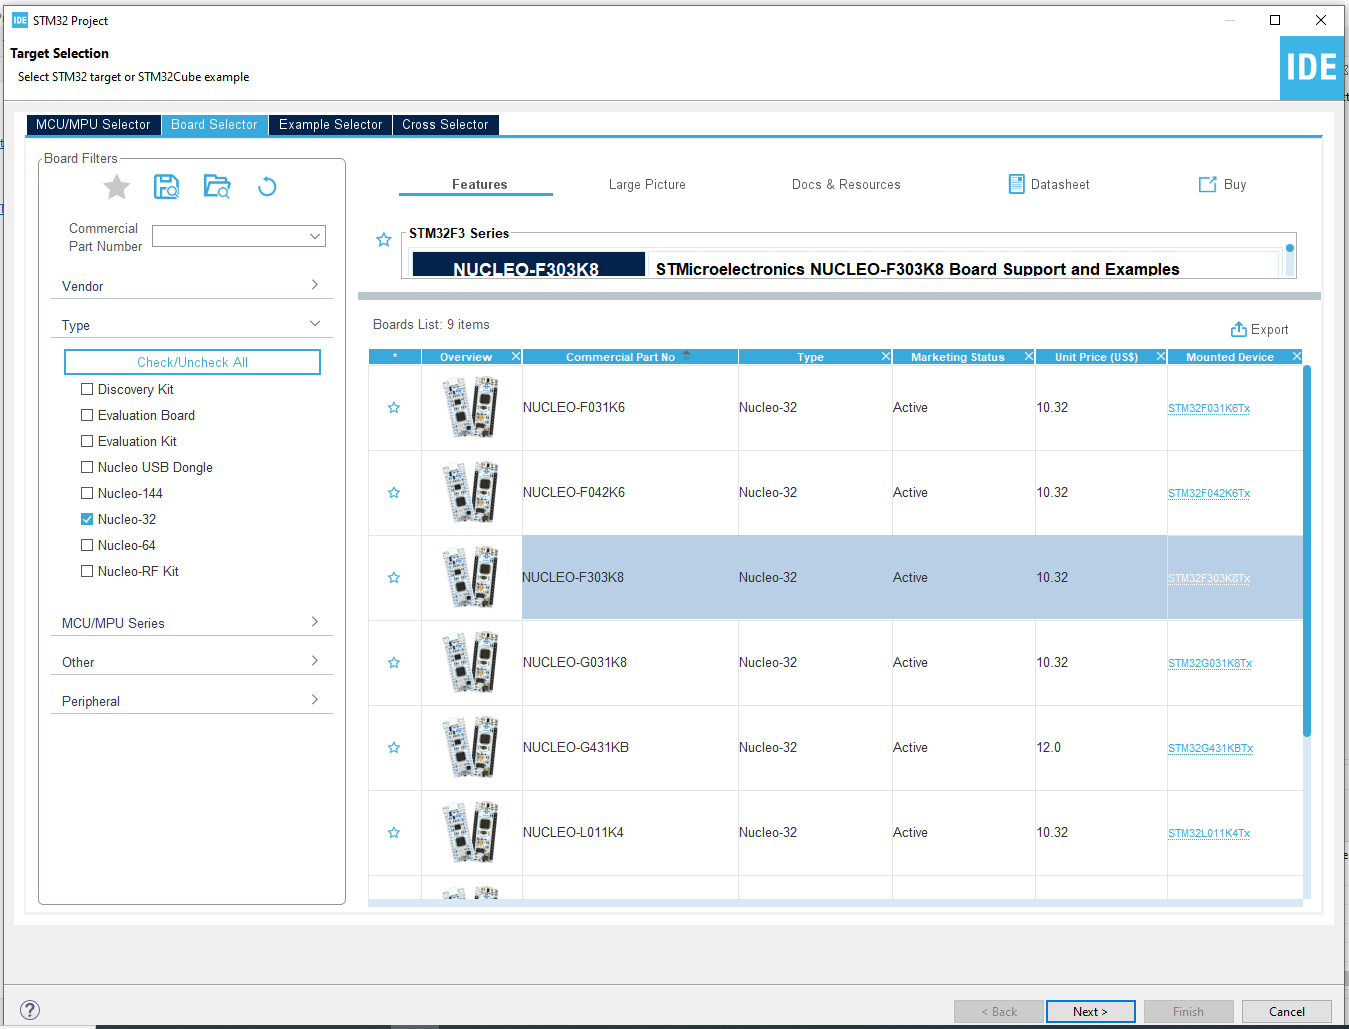 IDE STM32 Project
Target Selection
Select STM32 target or STM32Cube example
IDE
MCU/MPU Selector Board Selector Example Selector Cross Selector
Board Filters
Commercial
Part Number
Vendor
Type
Check/Uncheck All
Discovery Kit
Evaluation Board
Evaluation Kit
Nucleo USB Dongle
Nucleo-144
Nucleo-32
Nucleo-64
Nucleo-RF Kit
MCU/MPU Series
Other
Peripheral
Features Large Picture Docs & Resources Datasheet Buy
STM32F3 Series
NUCLEO-F303K8 STMicroelectronics NUCLEO-F303K8 Board Support and Examples
Boards List: 9 items
Export
* Overview Commercial Part No Type Marketing Status Unit Price (US$) Mounted Device
NUCLEO-F031K6 Nucleo-32 Active 10.32 STM32F031K6Tx
NUCLEO-F042K6 Nucleo-32 Active 10.32 STM32F042K6Tx
NUCLEO-F303K8 Nucleo-32 Active 10.32 STM32F303K8Tx
NUCLEO-G031K8 Nucleo-32 Active 10.32 STM32G031K8Tx
NUCLEO-G431KB Nucleo-32 Active 12.0 STM32G431KBTx
NUCLEO-L011K4 Nucleo-32 Active 10.32 STM32L011K4Tx
?
< Back Next > Finish Cancel